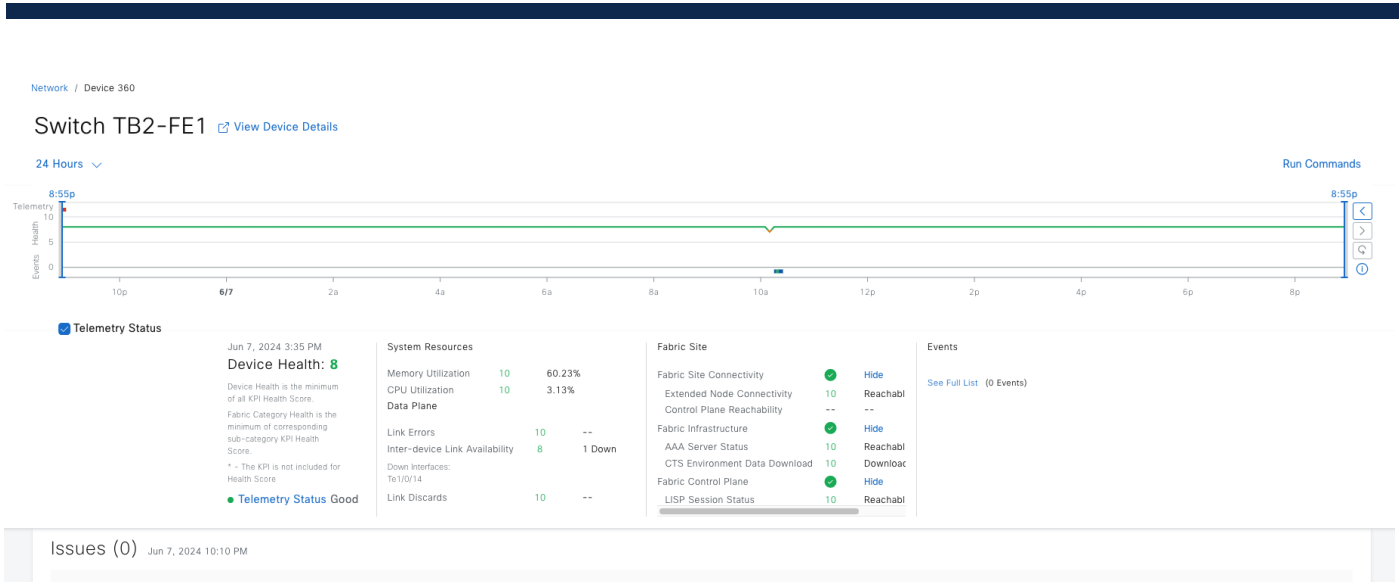 Network / Device 360
Switch TB2-FE1 View Device Details
24 Hours
Run Commands
8:55p 8:55p
Telemetry
10
Health
5
Events
0
10p 6/7 2a 4a 6a 8a 10a 12p 2p 4p 6p 8p
Telemetry Status
Jun 7, 2024 3:35 PM
Device Health: 8
Device Health is the minimum
of all KPI Health Score.
Fabric Category Health is the
minimum of corresponding
sub-category KPI Health
Score.
* - The KPI is not included for
Health Score
Telemetry Status Good
System Resources
Memory Utilization 10 60.23%
CPU Utilization 10 3.13%
Data Plane
Link Errors 10 --
Inter-device Link Availability 8 1 Down
Down Interfaces:
Te1/0/14
Link Discards 10 --
Fabric Site
Fabric Site Connectivity Hide
Extended Node Connectivity 10 Reachabl
Control Plane Reachability -- --
Fabric Infrastructure Hide
AAA Server Status 10 Reachabl
CTS Environment Data Download 10 Downloac
Fabric Control Plane Hide
LISP Session Status 10 Reachabl
Events
See Full List (0 Events)
Issues (0) Jun 7, 2024 10:10 PM